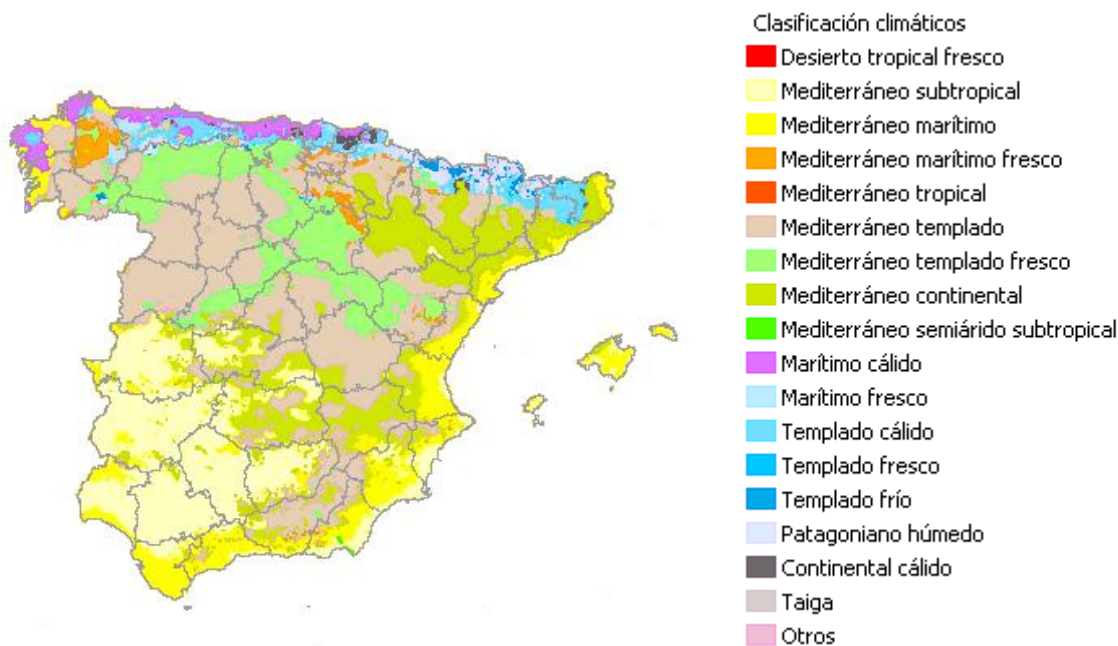 Clasificación climáticos
Desierto tropical fresco
Mediterráneo subtropical
Mediterráneo marítimo
Mediterráneo marítimo fresco
Mediterráneo tropical
Mediterráneo templado
Mediterráneo templado fresco
Mediterráneo continental
Mediterráneo semiárido subtropical
Marítimo cálido
Marítimo fresco
Templado cálido
Templado fresco
Templado frío
Patagoniano húmedo
Continental cálido
Taiga
Otros